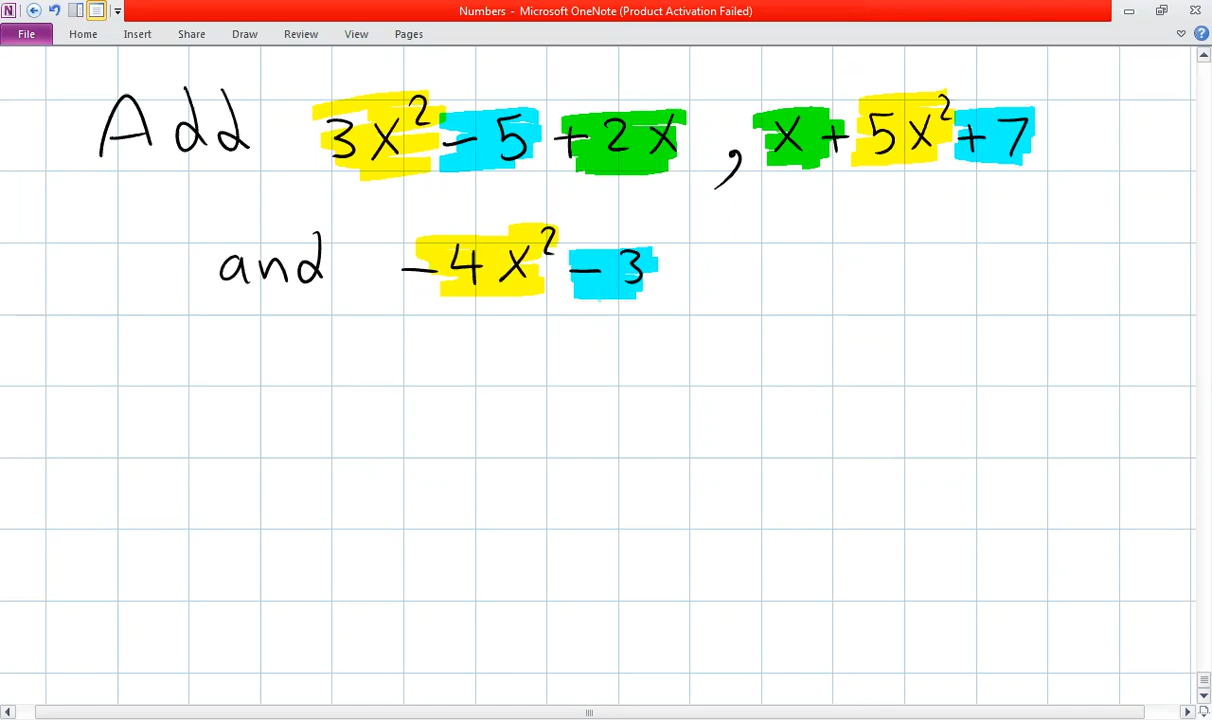 Numbers - Microsoft OneNote (Product Activation Failed)
File Home Insert Share Draw Review View Pages
Add 3x² - 5 + 2x , x + 5x² + 7
and -4x² - 3